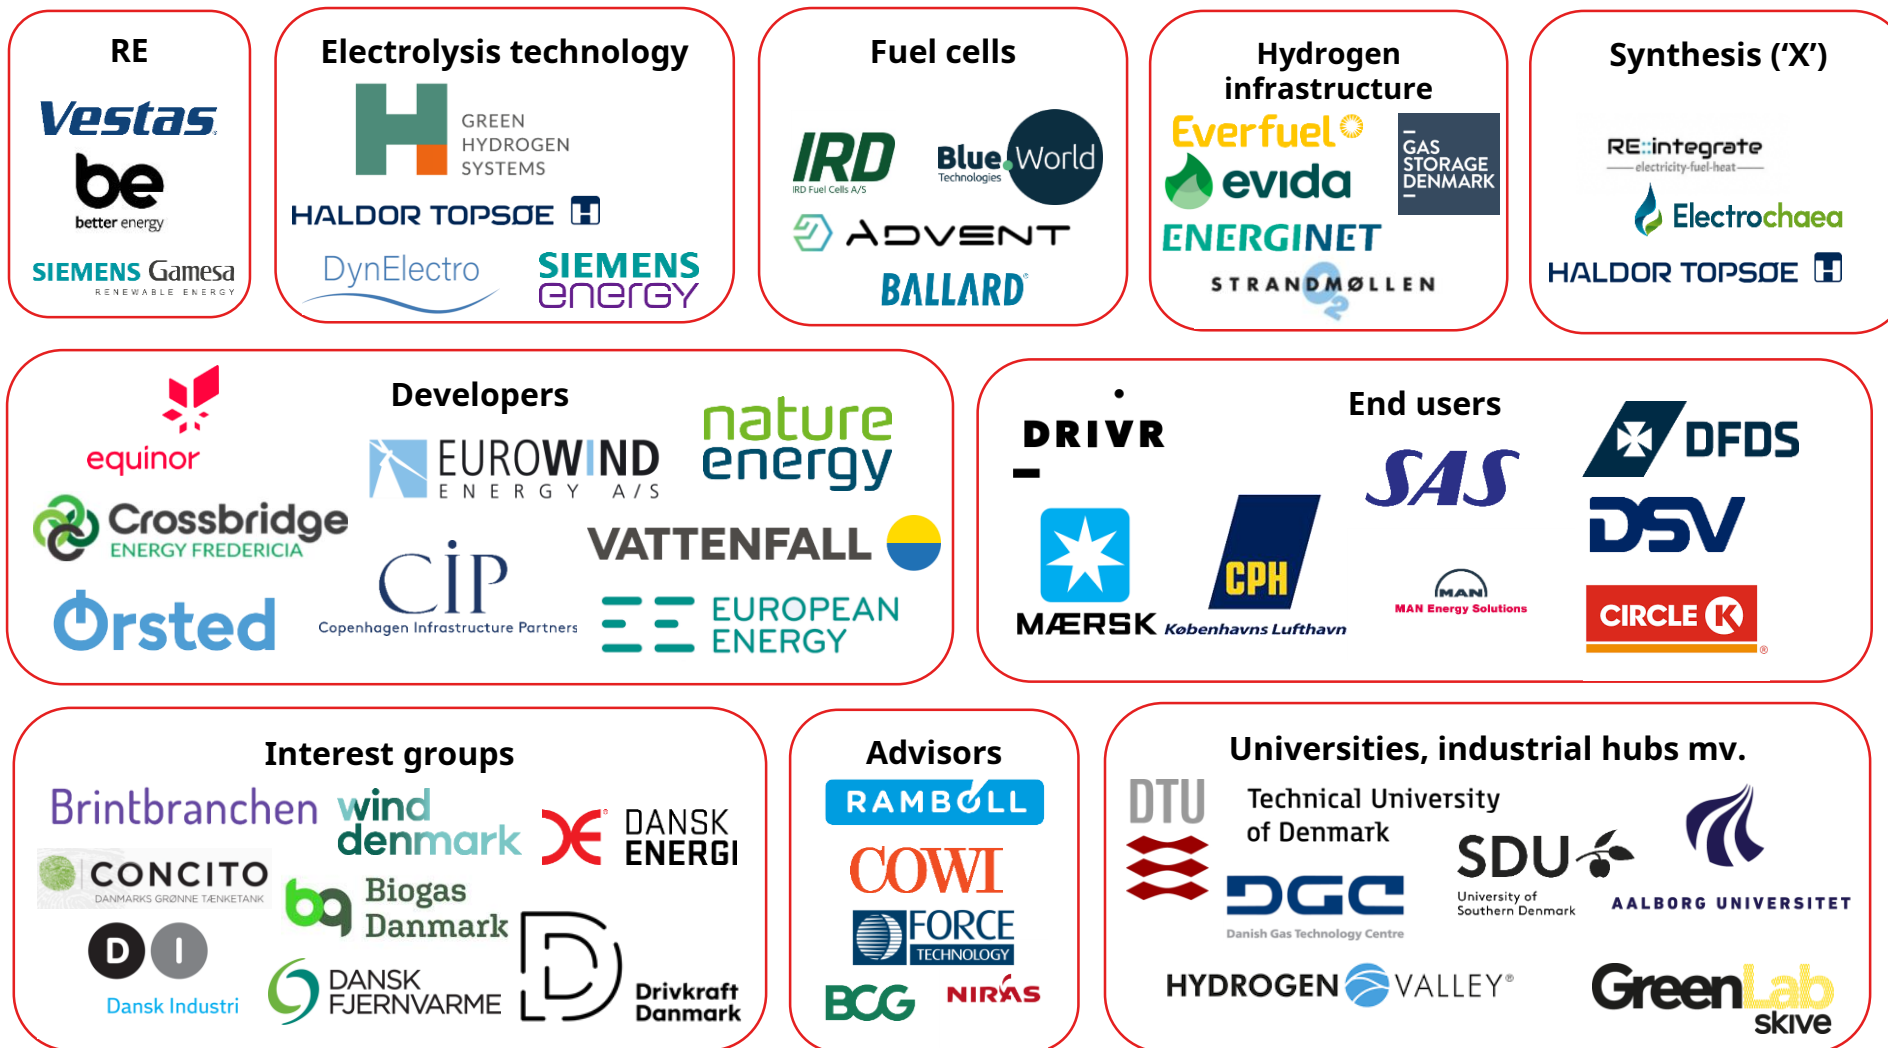 RE
Vestas
be
better energy
SIEMENS Gamesa
RENEWABLE ENERGY
Electrolysis technology
GREEN
HYDROGEN
SYSTEMS
HALDOR TOPSØE H
DynElectro
SIEMENS
energy
Fuel cells
IRD
IRD Fuel Cells A/S
Blue World
Technologies
ADVENT
BALLARD®
Hydrogen
infrastructure
Everfuel
GAS
STORAGE
DENMARK
evida
ENERGINET
STRANDMØLLEN
O2
Synthesis (‘X’)
RE::integrate
electricity-fuel-heat
Electrochaea
HALDOR TOPSØE H
Developers
equinor
EUROWIND
ENERGY A/S
nature
energy
Crossbridge
ENERGY FREDERICIA
CIP
Copenhagen Infrastructure Partners
VATTENFALL
Ørsted
EUROPEAN
ENERGY
End users
DRIVR
SAS
DFDS
DSV
MÆRSK
CPH
Københavns Lufthavn
MAN
MAN Energy Solutions
CIRCLE K®
Interest groups
Brintbranchen
wind
denmark
DE®
DANSK
ENERGI
CONCITO
DANMARKS GRØNNE TÆNKETANK
Biogas
Danmark
DI
Dansk Industri
DANSK
FJERNVARME
D
Drivkraft
Danmark
Advisors
RAMBOLL
COWI
FORCE
TECHNOLOGY
BCG
NIRAS
Universities, industrial hubs mv.
DTU
Technical University
of Denmark
SDU
University of
Southern Denmark
AALBORG UNIVERSITET
DGC
Danish Gas Technology Centre
HYDROGEN VALLEY®
GreenLab
SKIVE